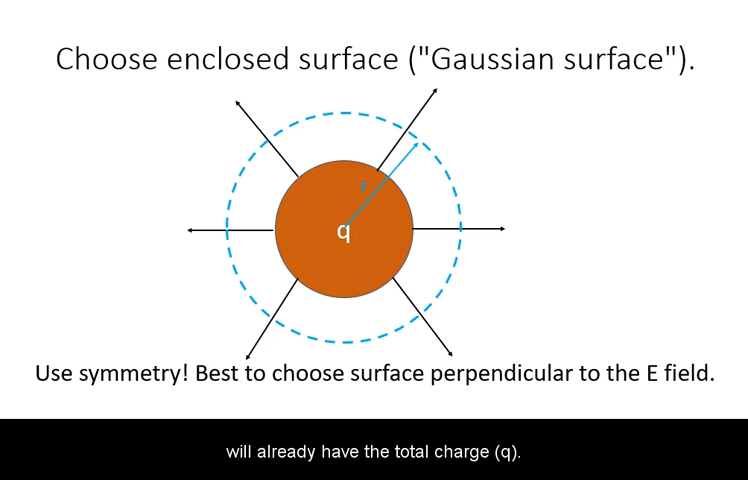 Choose enclosed surface ("Gaussian surface").
r
q
Use symmetry! Best to choose surface perpendicular to the E field.
will already have the total charge (q).